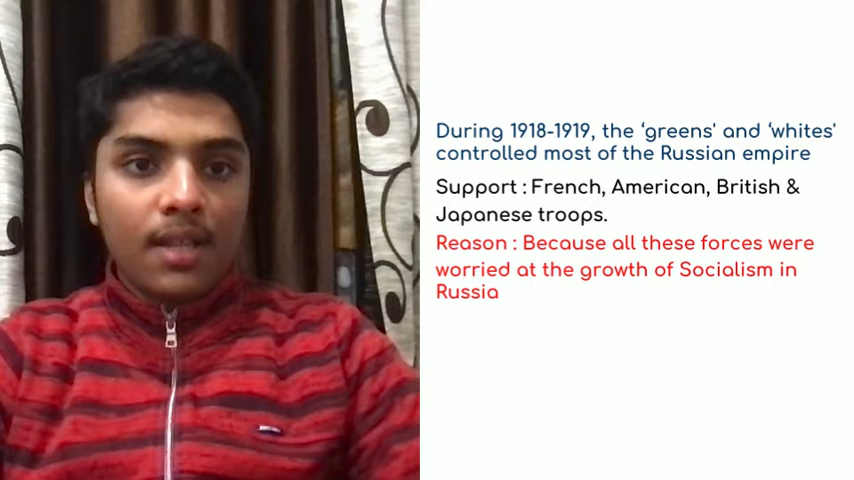 During 1918-1919, the ‘greens' and ‘whites'
controlled most of the Russian empire
Support : French, American, British &
Japanese troops.
Reason : Because all these forces were
worried at the growth of Socialism in
Russia